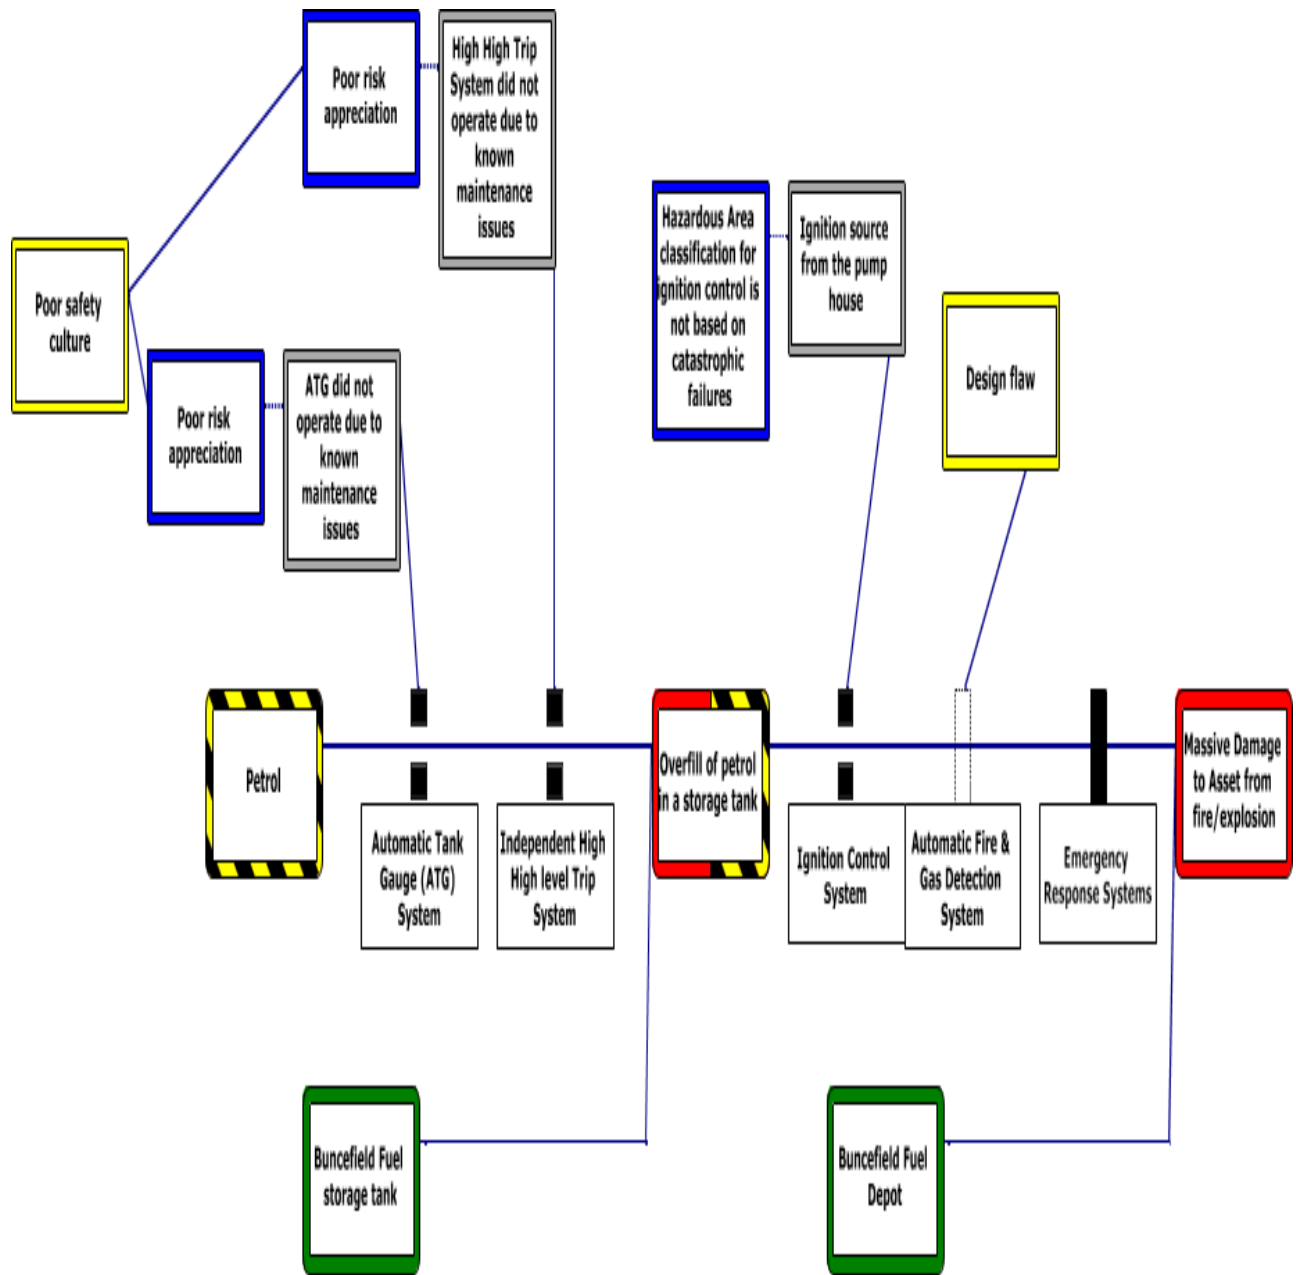 Poor risk
appreciation
High High Trip
System did not
operate due to
known
maintenance
issues
Hazardous Area
classification for
ignition control is
not based on
catastrophic
failures
Ignition source
from the pump
house
Poor safety
culture
Design flaw
Poor risk
appreciation
ATG did not
operate due to
known
maintenance
issues
Petrol
Overfill of petrol
in a storage tank
Massive Damage
to Asset from
fire/explosion
Automatic Tank
Gauge (ATG)
System
Independent High
High level Trip
System
Ignition Control
System
Automatic Fire &
Gas Detection
System
Emergency
Response Systems
Buncefield Fuel
storage tank
Buncefield Fuel
Depot